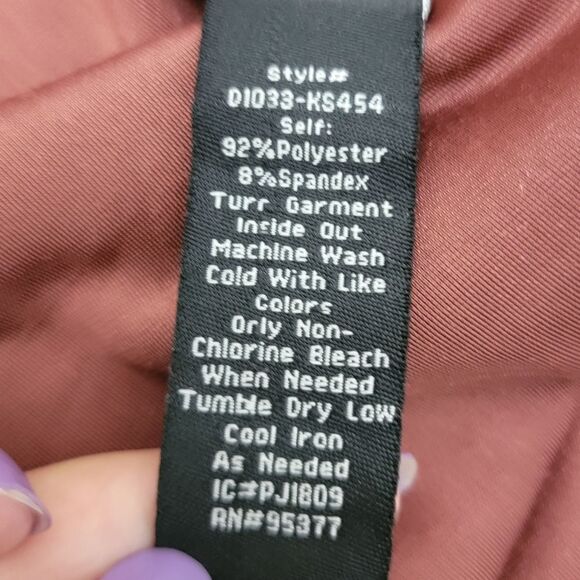 Style#
D1033-KS454
Self:
92%Polyester
8%Spandex
Turr Garment
Inside Out
Machine Wash
Cold With Like
Colors
Orly Non-
Chlorine Bleach
When Needed
Tumble Dry Low
Cool Iron
As Needed
IC#PJ1809
RN#95377